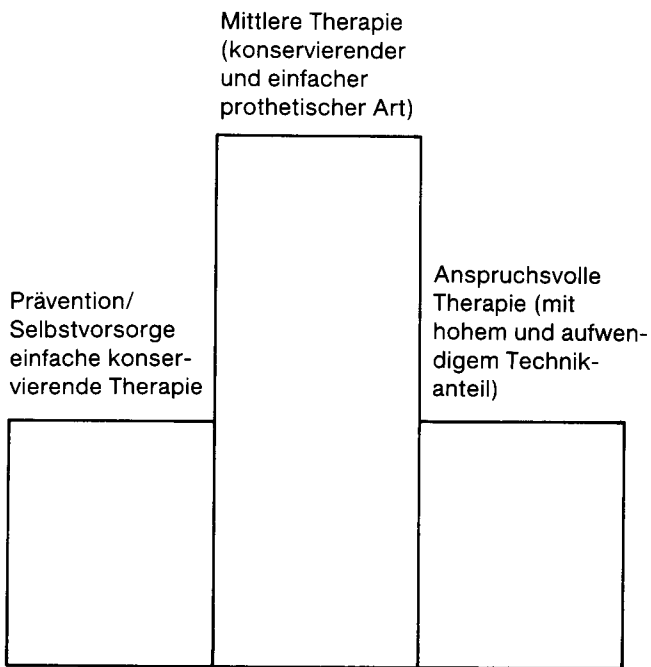 Mittlere Therapie
(konservierender
und einfacher
prothetischer Art)
Prävention/
Selbstvorsorge
einfache konser-
vierende Therapie
Anspruchsvolle
Therapie (mit
hohem und aufwen-
digem Technik-
anteil)